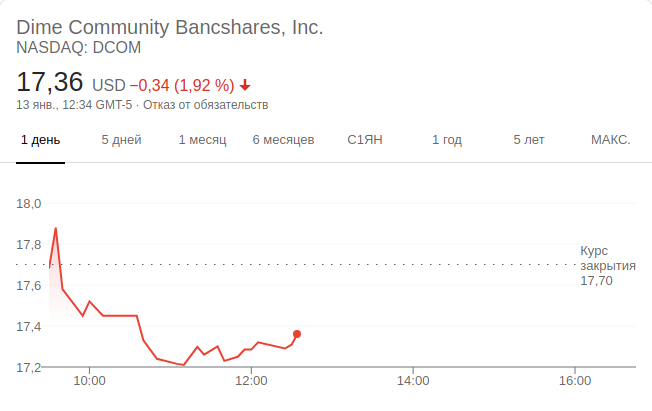 Dime Community Bancshares, Inc.
NASDAQ: DCOM
17,36 USD −0,34 (1,92 %)
13 янв., 12:34 GMT-5 · Отказ от обязательств
1 день 5 дней 1 месяц 6 месяцев С1ЯН 1 год 5 лет МАКС.
18,0
17,8
Курс
закрытия
17,70
17,6
17,4
17,2
10:00 12:00 14:00 16:00